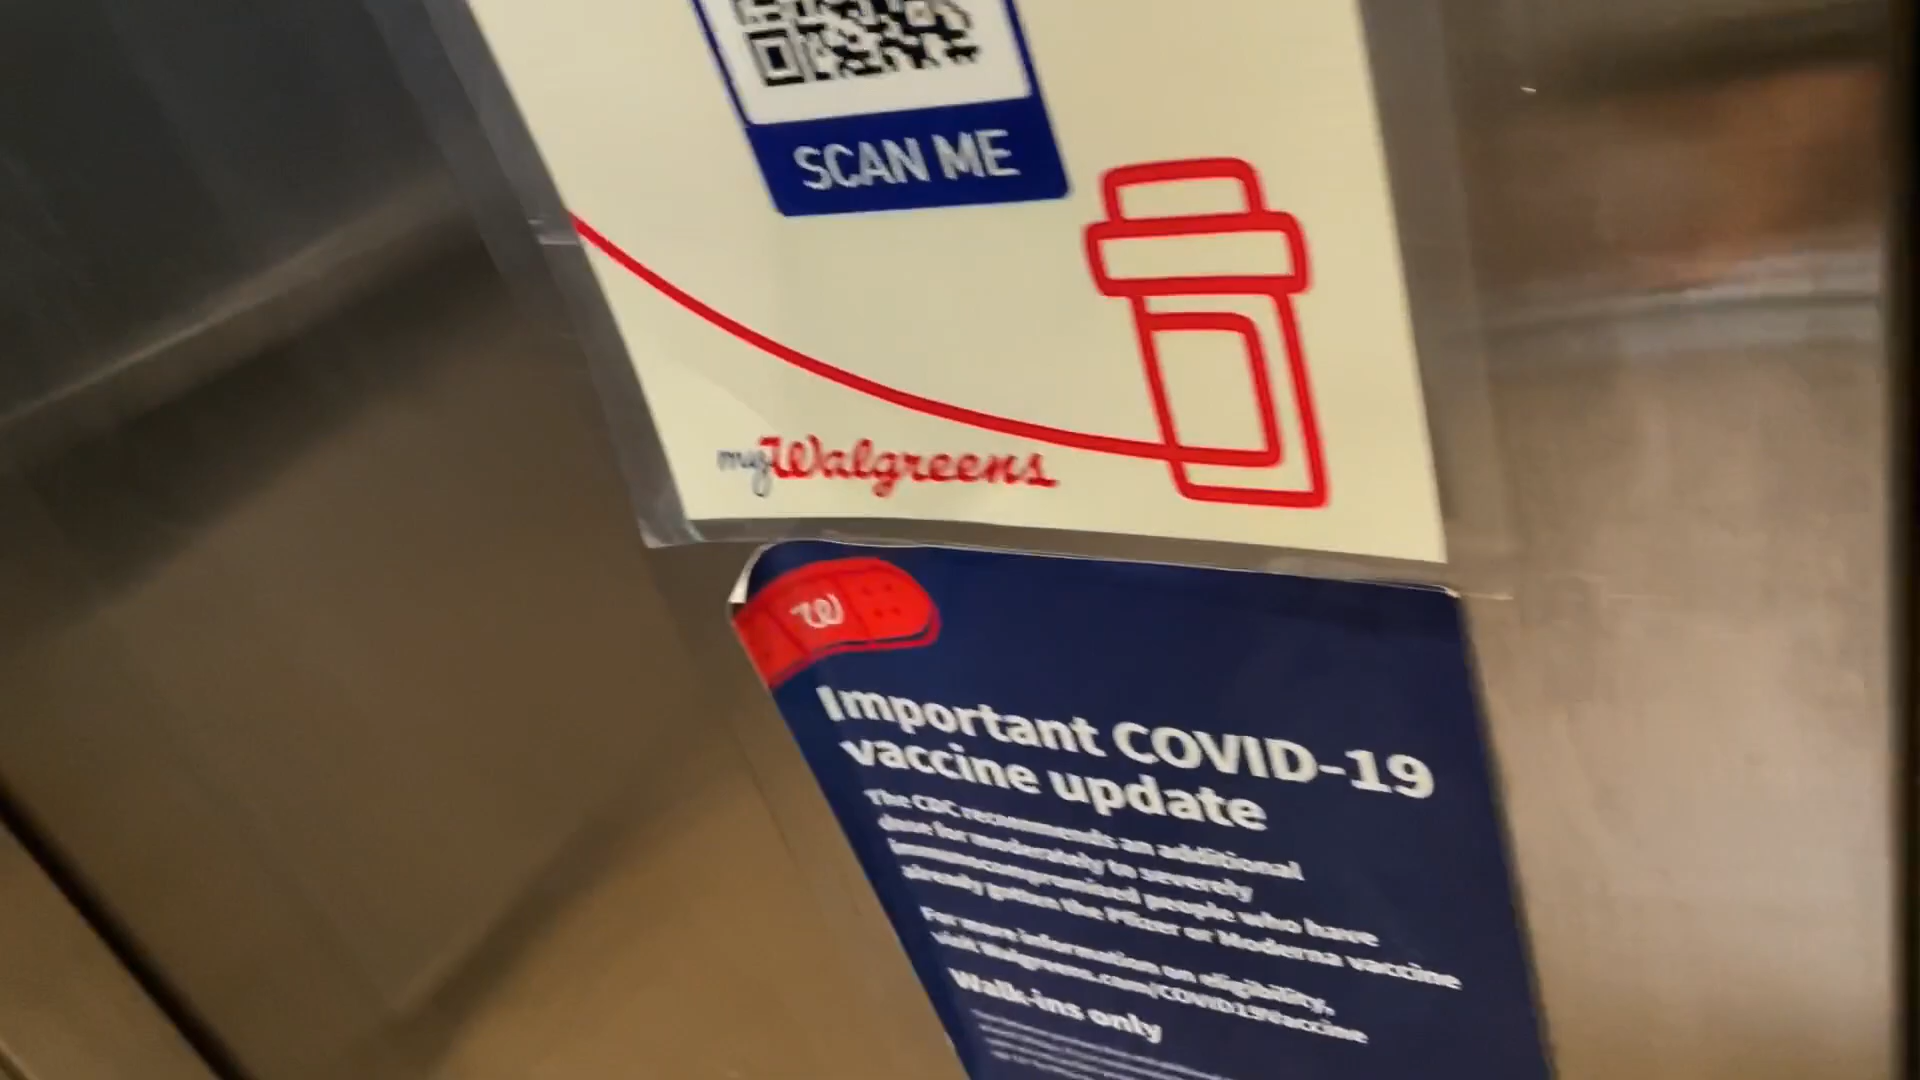 SCAN ME
myWalgreens
W
Important COVID-19
vaccine update
The CDC recommends an additional
dose for moderately to severely
immunocompromised people who have
already gotten the Pfizer or Moderna vaccine
For more information on eligibility,
visit Walgreens.com/COVID19Vaccine
Walk-ins only